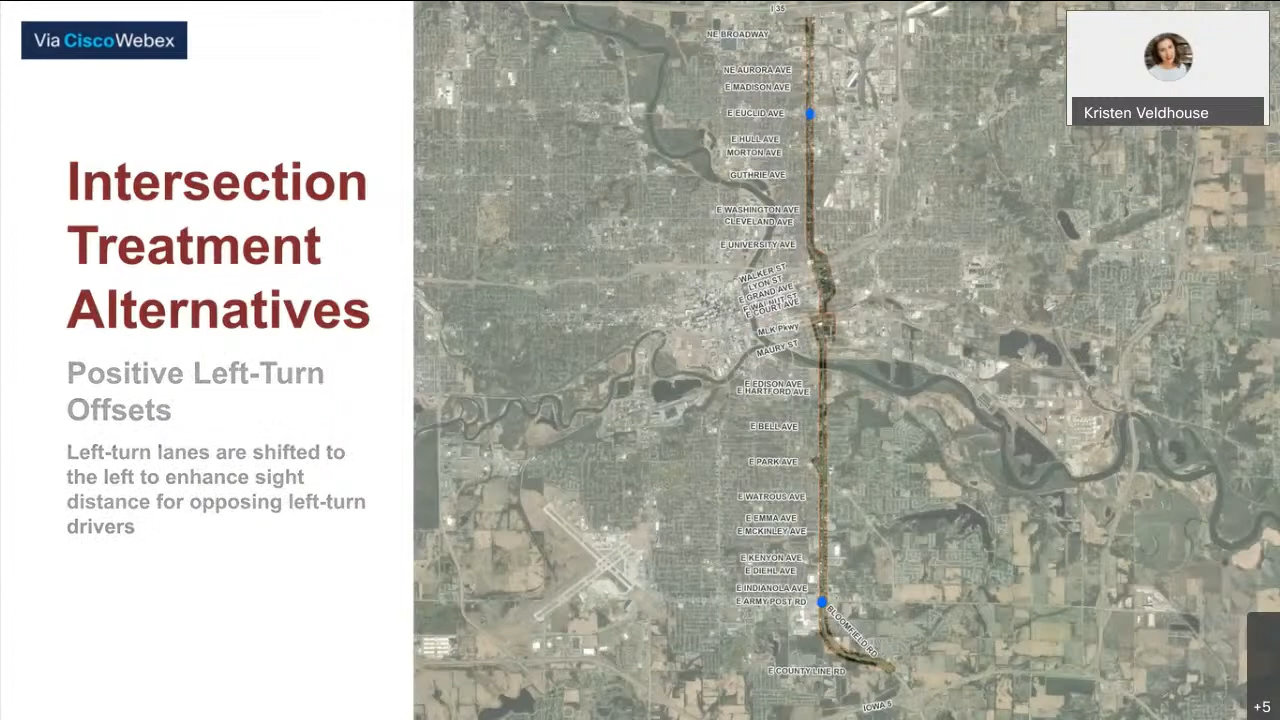 Via CiscoWebex
Intersection
Treatment
Alternatives
Positive Left-Turn
Offsets
Left-turn lanes are shifted to
the left to enhance sight
distance for opposing left-turn
drivers
I 35
NE BROADWAY
NE AURORA AVE
E MADISON AVE
E EUCLID AVE
E HULL AVE
MORTON AVE
GUTHRIE AVE
E WASHINGTON AVE
CLEVELAND AVE
E UNIVERSITY AVE
WALKER ST
LYON ST
E GRAND AVE
E WALNUT ST
E COURT AVE
MLK Pkwy
MAURY ST
E EDISON AVE
E HARTFORD AVE
E BELL AVE
E PARK AVE
E WATROUS AVE
E EMMA AVE
E MCKINLEY AVE
E KENYON AVE
E DIEHL AVE
E INDIANOLA AVE
E ARMY POST RD
BLOOMFIELD RD
E COUNTY LINE RD
IOWA 5
Kristen Veldhouse
+5